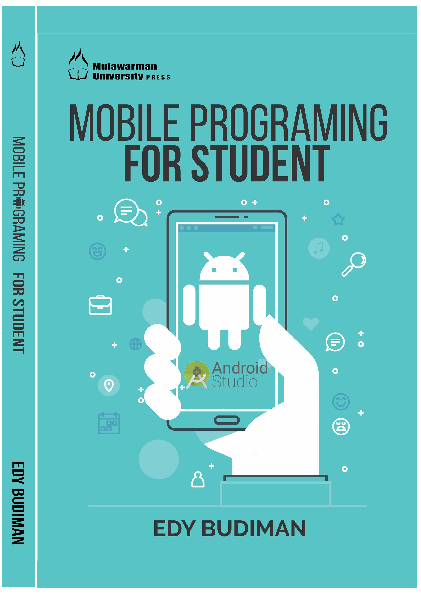 MOBILE PROGRAMING FOR STUDENT
EDY BUDIMAN
Mulawarman
University PRESS
MOBILE PROGRAMING
FOR STUDENT
Android
Studio
EDY BUDIMAN